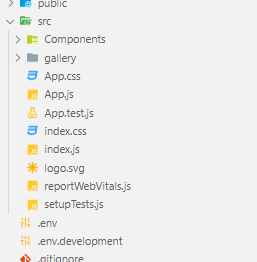 public
src
Components
gallery
App.css
App.js
App.test.js
index.css
index.js
logo.svg
reportWebVitals.js
setupTests.js
.env
.env.development
.gitignore